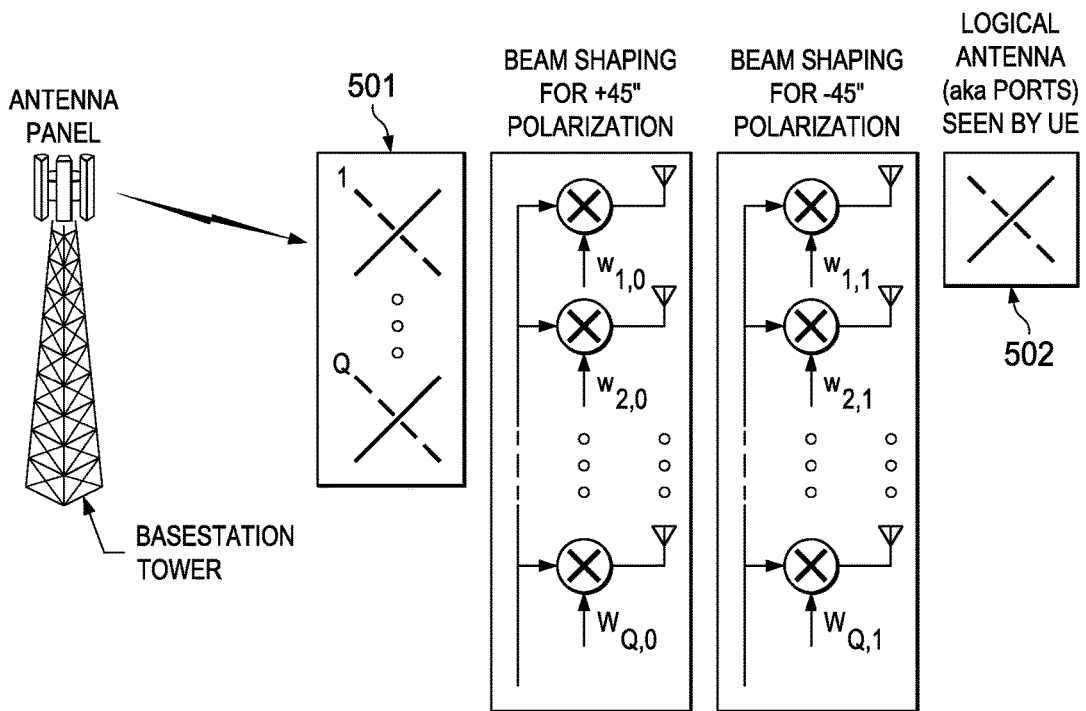 ANTENNA
PANEL
501
1
Q
BASESTATION
TOWER
BEAM SHAPING
FOR +45"
POLARIZATION
w1,0
w2,0
WQ,0
BEAM SHAPING
FOR -45"
POLARIZATION
w1,1
w2,1
WQ,1
LOGICAL
ANTENNA
(aka PORTS)
SEEN BY UE
502